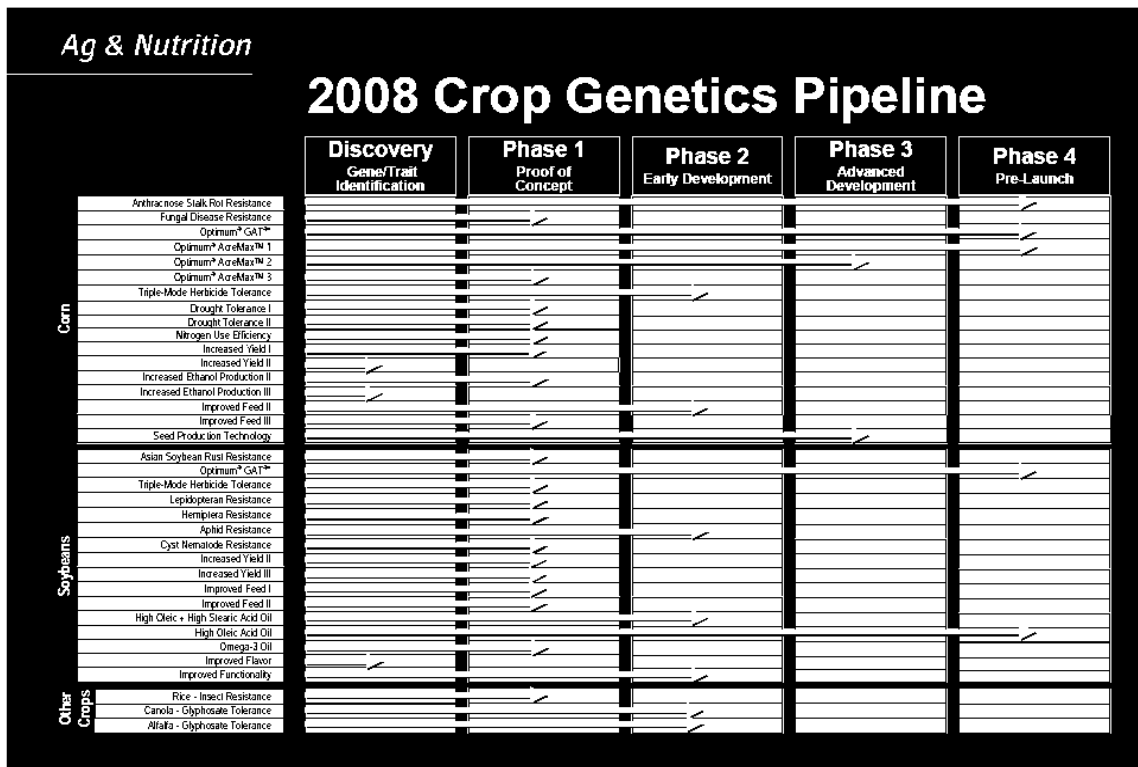 Ag & Nutrition
2008 Crop Genetics Pipeline
Discovery
Gene/Trait
Identification
Phase 1
Proof of
Concept
Phase 2
Early Development
Phase 3
Advanced
Development
Phase 4
Pre-Launch
Corn
Anthracnose Stalk Rot Resistance
Fungal Disease Resistance
Optimum® GAT®
Optimum® AcreMax™ 1
Optimum® AcreMax™ 2
Optimum® AcreMax™ 3
Triple-Mode Herbicide Tolerance
Drought Tolerance I
Drought Tolerance II
Nitrogen Use Efficiency
Increased Yield I
Increased Yield II
Increased Ethanol Production II
Increased Ethanol Production III
Improved Feed II
Improved Feed III
Seed Production Technology
Soybeans
Asian Soybean Rust Resistance
Optimum® GAT®
Triple-Mode Herbicide Tolerance
Lepidopteran Resistance
Hemiptera Resistance
Aphid Resistance
Cyst Nematode Resistance
Increased Yield II
Increased Yield III
Improved Feed I
Improved Feed II
High Oleic + High Stearic Acid Oil
High Oleic Acid Oil
Omega-3 Oil
Improved Flavor
Improved Functionality
Other
Crops
Rice - Insect Resistance
Canola - Glyphosate Tolerance
Alfalfa - Glyphosate Tolerance